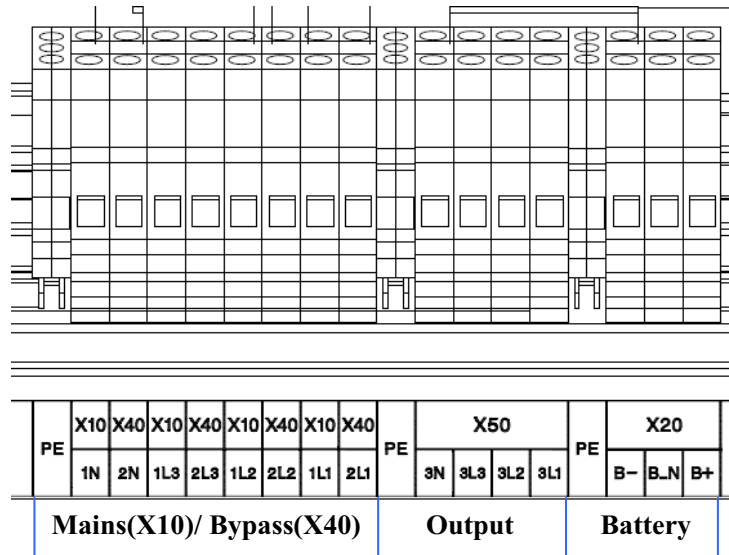 PE X10 X40 X10 X40 X10 X40 X10 X40 PE X50 PE X20
1N 2N 1L3 2L3 1L2 2L2 1L1 2L1 3N 3L3 3L2 3L1 B- B_N B+
Mains(X10)/ Bypass(X40) Output Battery